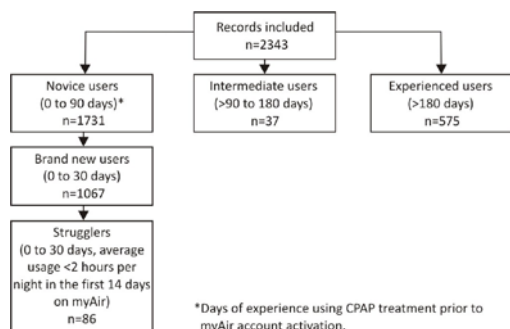 Records included
n=2343
Novice users
(0 to 90 days)*
n=1731
Intermediate users
(>90 to 180 days)
n=37
Experienced users
(>180 days)
n=575
Brand new users
(0 to 30 days)
n=1067
Strugglers
(0 to 30 days, average
usage <2 hours per
night in the first 14 days
on myAir)
n=86
*Days of experience using CPAP treatment prior to
myAir account activation.